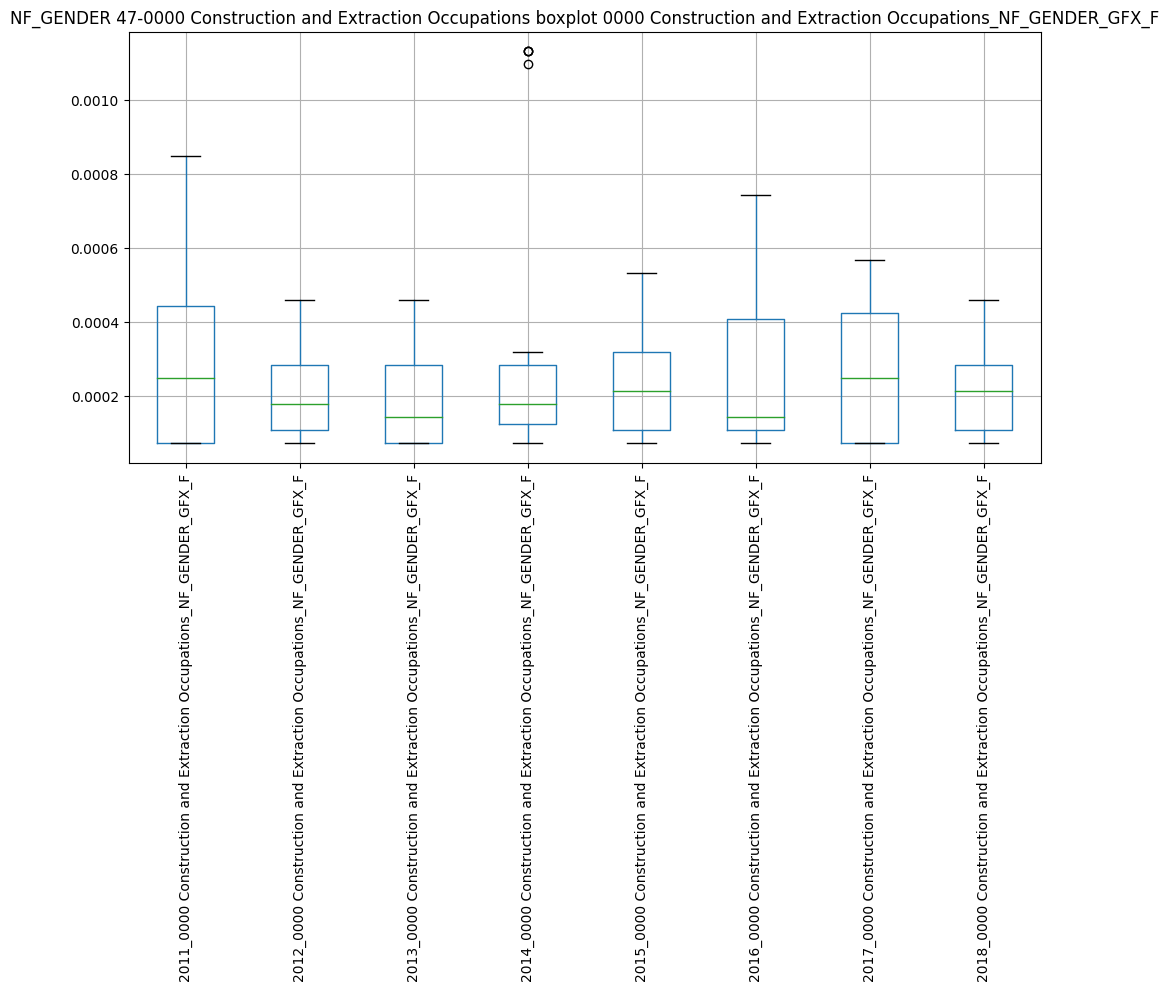 NF_GENDER 47-0000 Construction and Extraction Occupations boxplot 0000 Construction and Extraction Occupations_NF_GENDER_GFX_F
0.0010
0.0008
0.0006
0.0004
0.0002
2011_0000 Construction and Extraction Occupations_NF_GENDER_GFX_F
2012_0000 Construction and Extraction Occupations_NF_GENDER_GFX_F
2013_0000 Construction and Extraction Occupations_NF_GENDER_GFX_F
2014_0000 Construction and Extraction Occupations_NF_GENDER_GFX_F
2015_0000 Construction and Extraction Occupations_NF_GENDER_GFX_F
2016_0000 Construction and Extraction Occupations_NF_GENDER_GFX_F
2017_0000 Construction and Extraction Occupations_NF_GENDER_GFX_F
2018_0000 Construction and Extraction Occupations_NF_GENDER_GFX_F